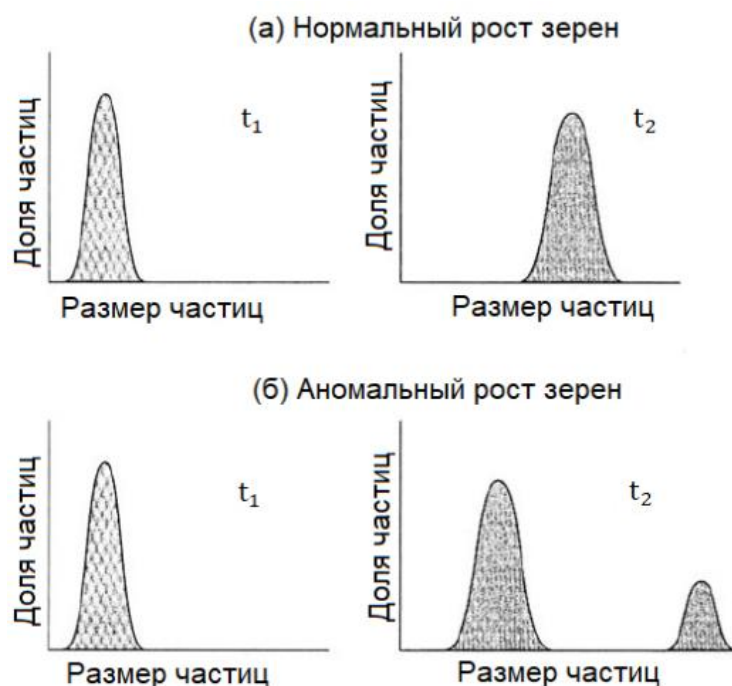 (а) Нормальный рост зерен
Доля частиц
t₁
Размер частиц
Доля частиц
t₂
Размер частиц
(б) Аномальный рост зерен
Доля частиц
t₁
Размер частиц
Доля частиц
t₂
Размер частиц